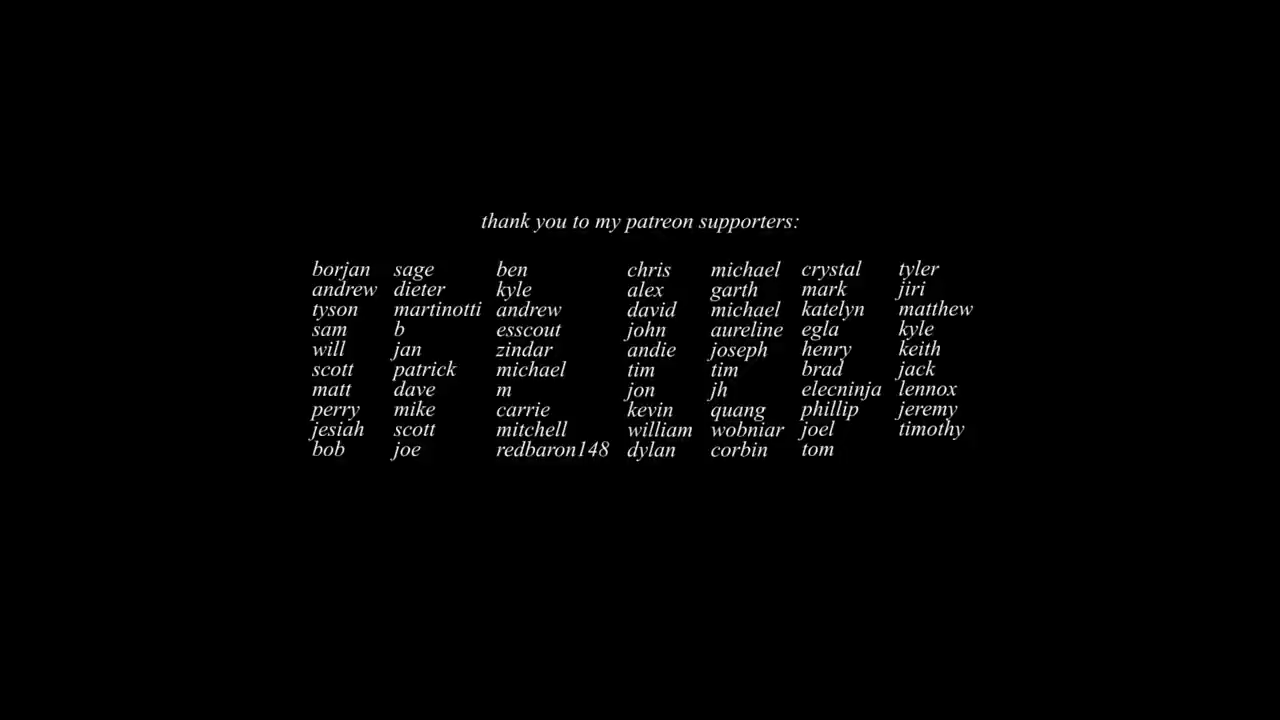 thank you to my patreon supporters:
borjan sage ben chris michael crystal tyler
andrew dieter kyle alex garth mark jiri
tyson martinotti andrew david michael katelyn matthew
sam b esscout john aureline egla kyle
will jan zindar andie joseph henry keith
scott patrick michael tim tim brad jack
matt dave m jon jh elecninja lennox
perry mike carrie kevin quang phillip jeremy
jesiah scott mitchell william wobniar joel timothy
bob joe redbaron148 dylan corbin tom